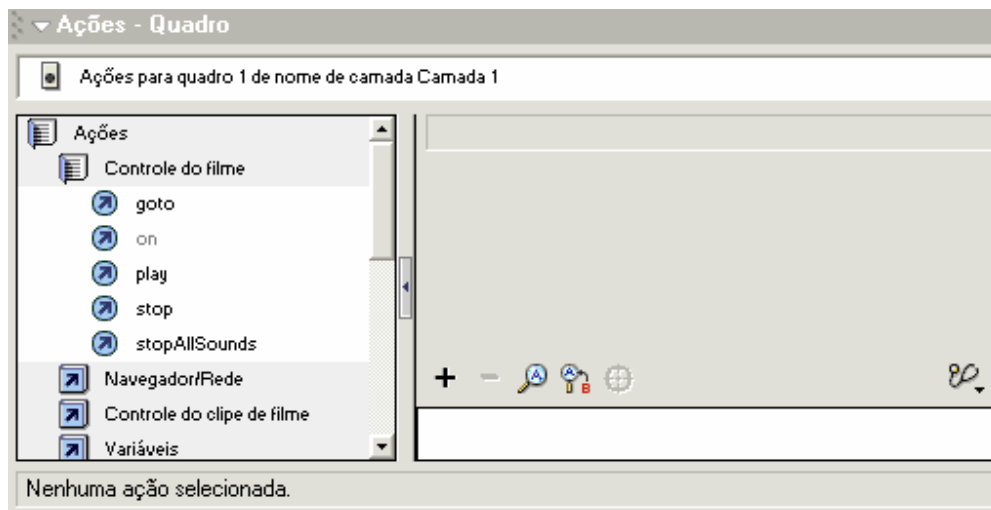 Ações - Quadro
Ações para quadro 1 de nome de camada Camada 1
Ações
Controle do filme
goto
on
play
stop
stopAllSounds
Navegador/Rede
Controle do clipe de filme
Variáveis
Nenhuma ação selecionada.